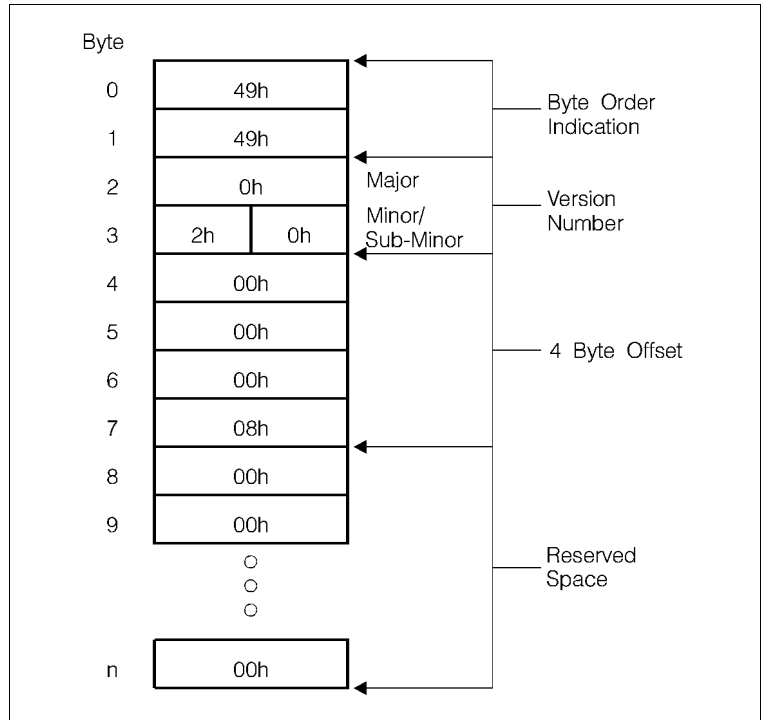 Byte
0 49h
Byte Order
Indication
1 49h
2 0h Major
Version
Number
3 2h 0h Minor/
Sub-Minor
4 00h
5 00h
4 Byte Offset
6 00h
7 08h
8 00h
9 00h
Reserved
Space
n 00h